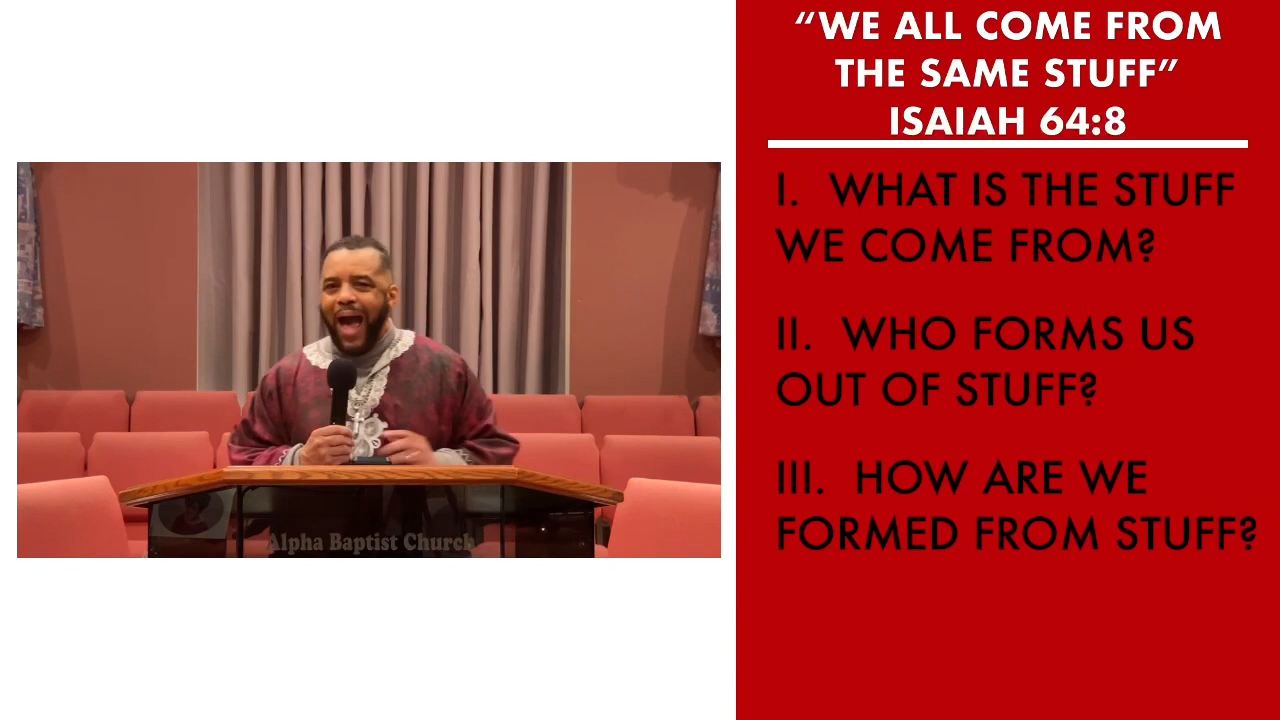 “WE ALL COME FROM
THE SAME STUFF”
ISAIAH 64:8
I. WHAT IS THE STUFF
WE COME FROM?
II. WHO FORMS US
OUT OF STUFF?
III. HOW ARE WE
FORMED FROM STUFF?
Alpha Baptist Church